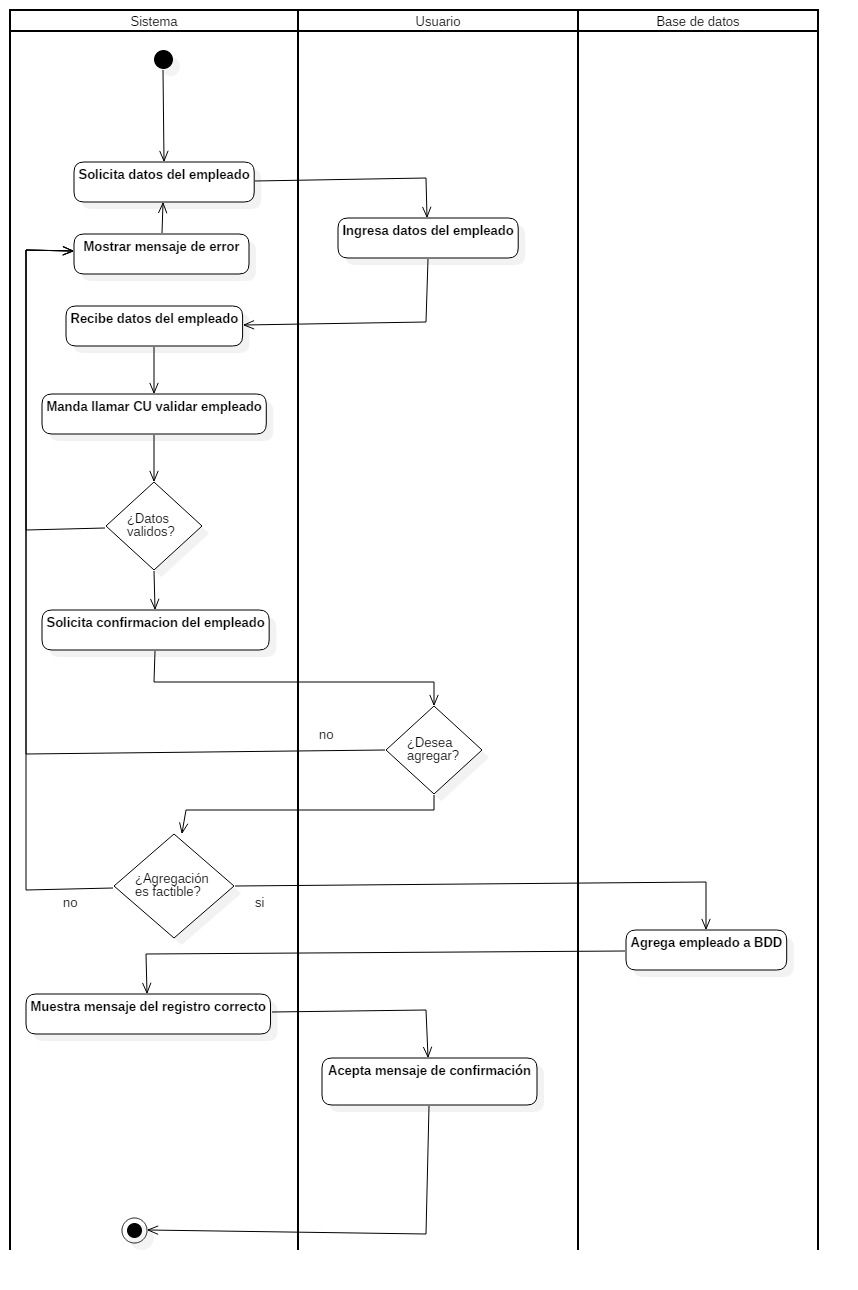 Sistema
Usuario
Base de datos
Solicita datos del empleado
Ingresa datos del empleado
Mostrar mensaje de error
Recibe datos del empleado
Manda llamar CU validar empleado
¿Datos
validos?
Solicita confirmacion del empleado
no
¿Desea
agregar?
¿Agregación
es factible?
no
si
Agrega empleado a BDD
Muestra mensaje del registro correcto
Acepta mensaje de confirmación